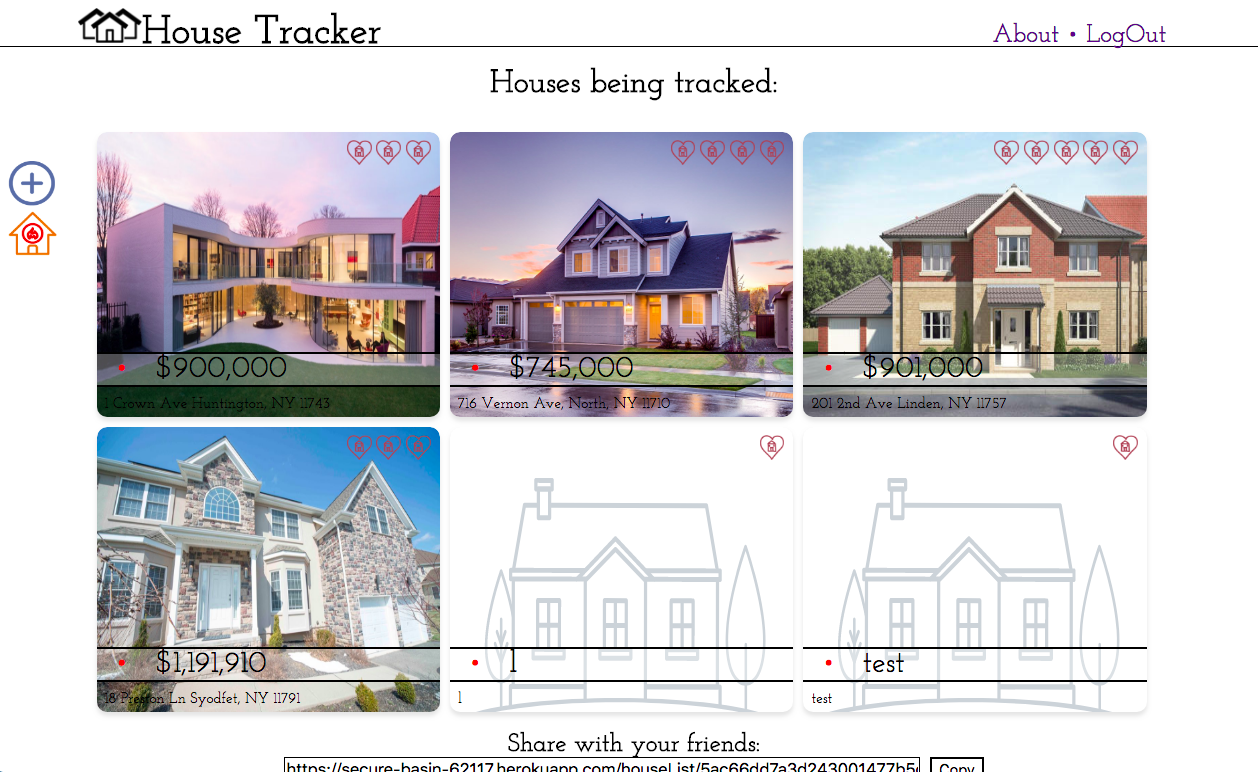 House Tracker
About • LogOut
Houses being tracked:
$900,000
1 Crown Ave Huntington, NY 11743
$745,000
716 Vernon Ave, North, NY 11710
$901,000
201 2nd Ave Linden, NY 11757
$1,191,910
18 Preston Ln Syodfet, NY 11791
1
1
test
test
Share with your friends:
https://secure-basin-62117.herokuapp.com/houseList/5ac66dd7a3d243001477b5
Copy